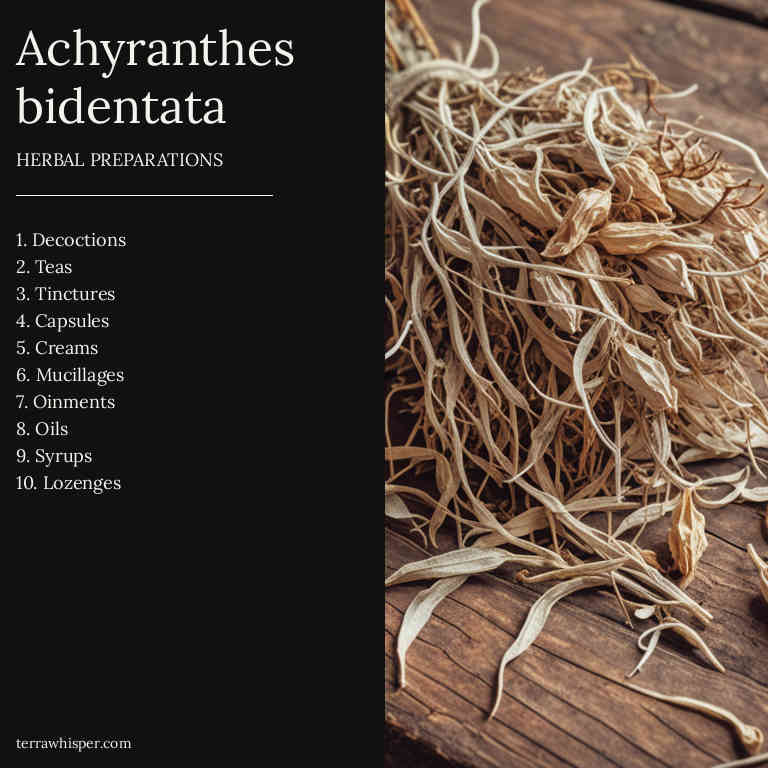 Achyranthes
bidentata
HERBAL PREPARATIONS
1. Decoctions
2. Teas
3. Tinctures
4. Capsules
5. Creams
6. Mucillages
7. Oinments
8. Oils
9. Syrups
10. Lozenges
terrawhisper.com